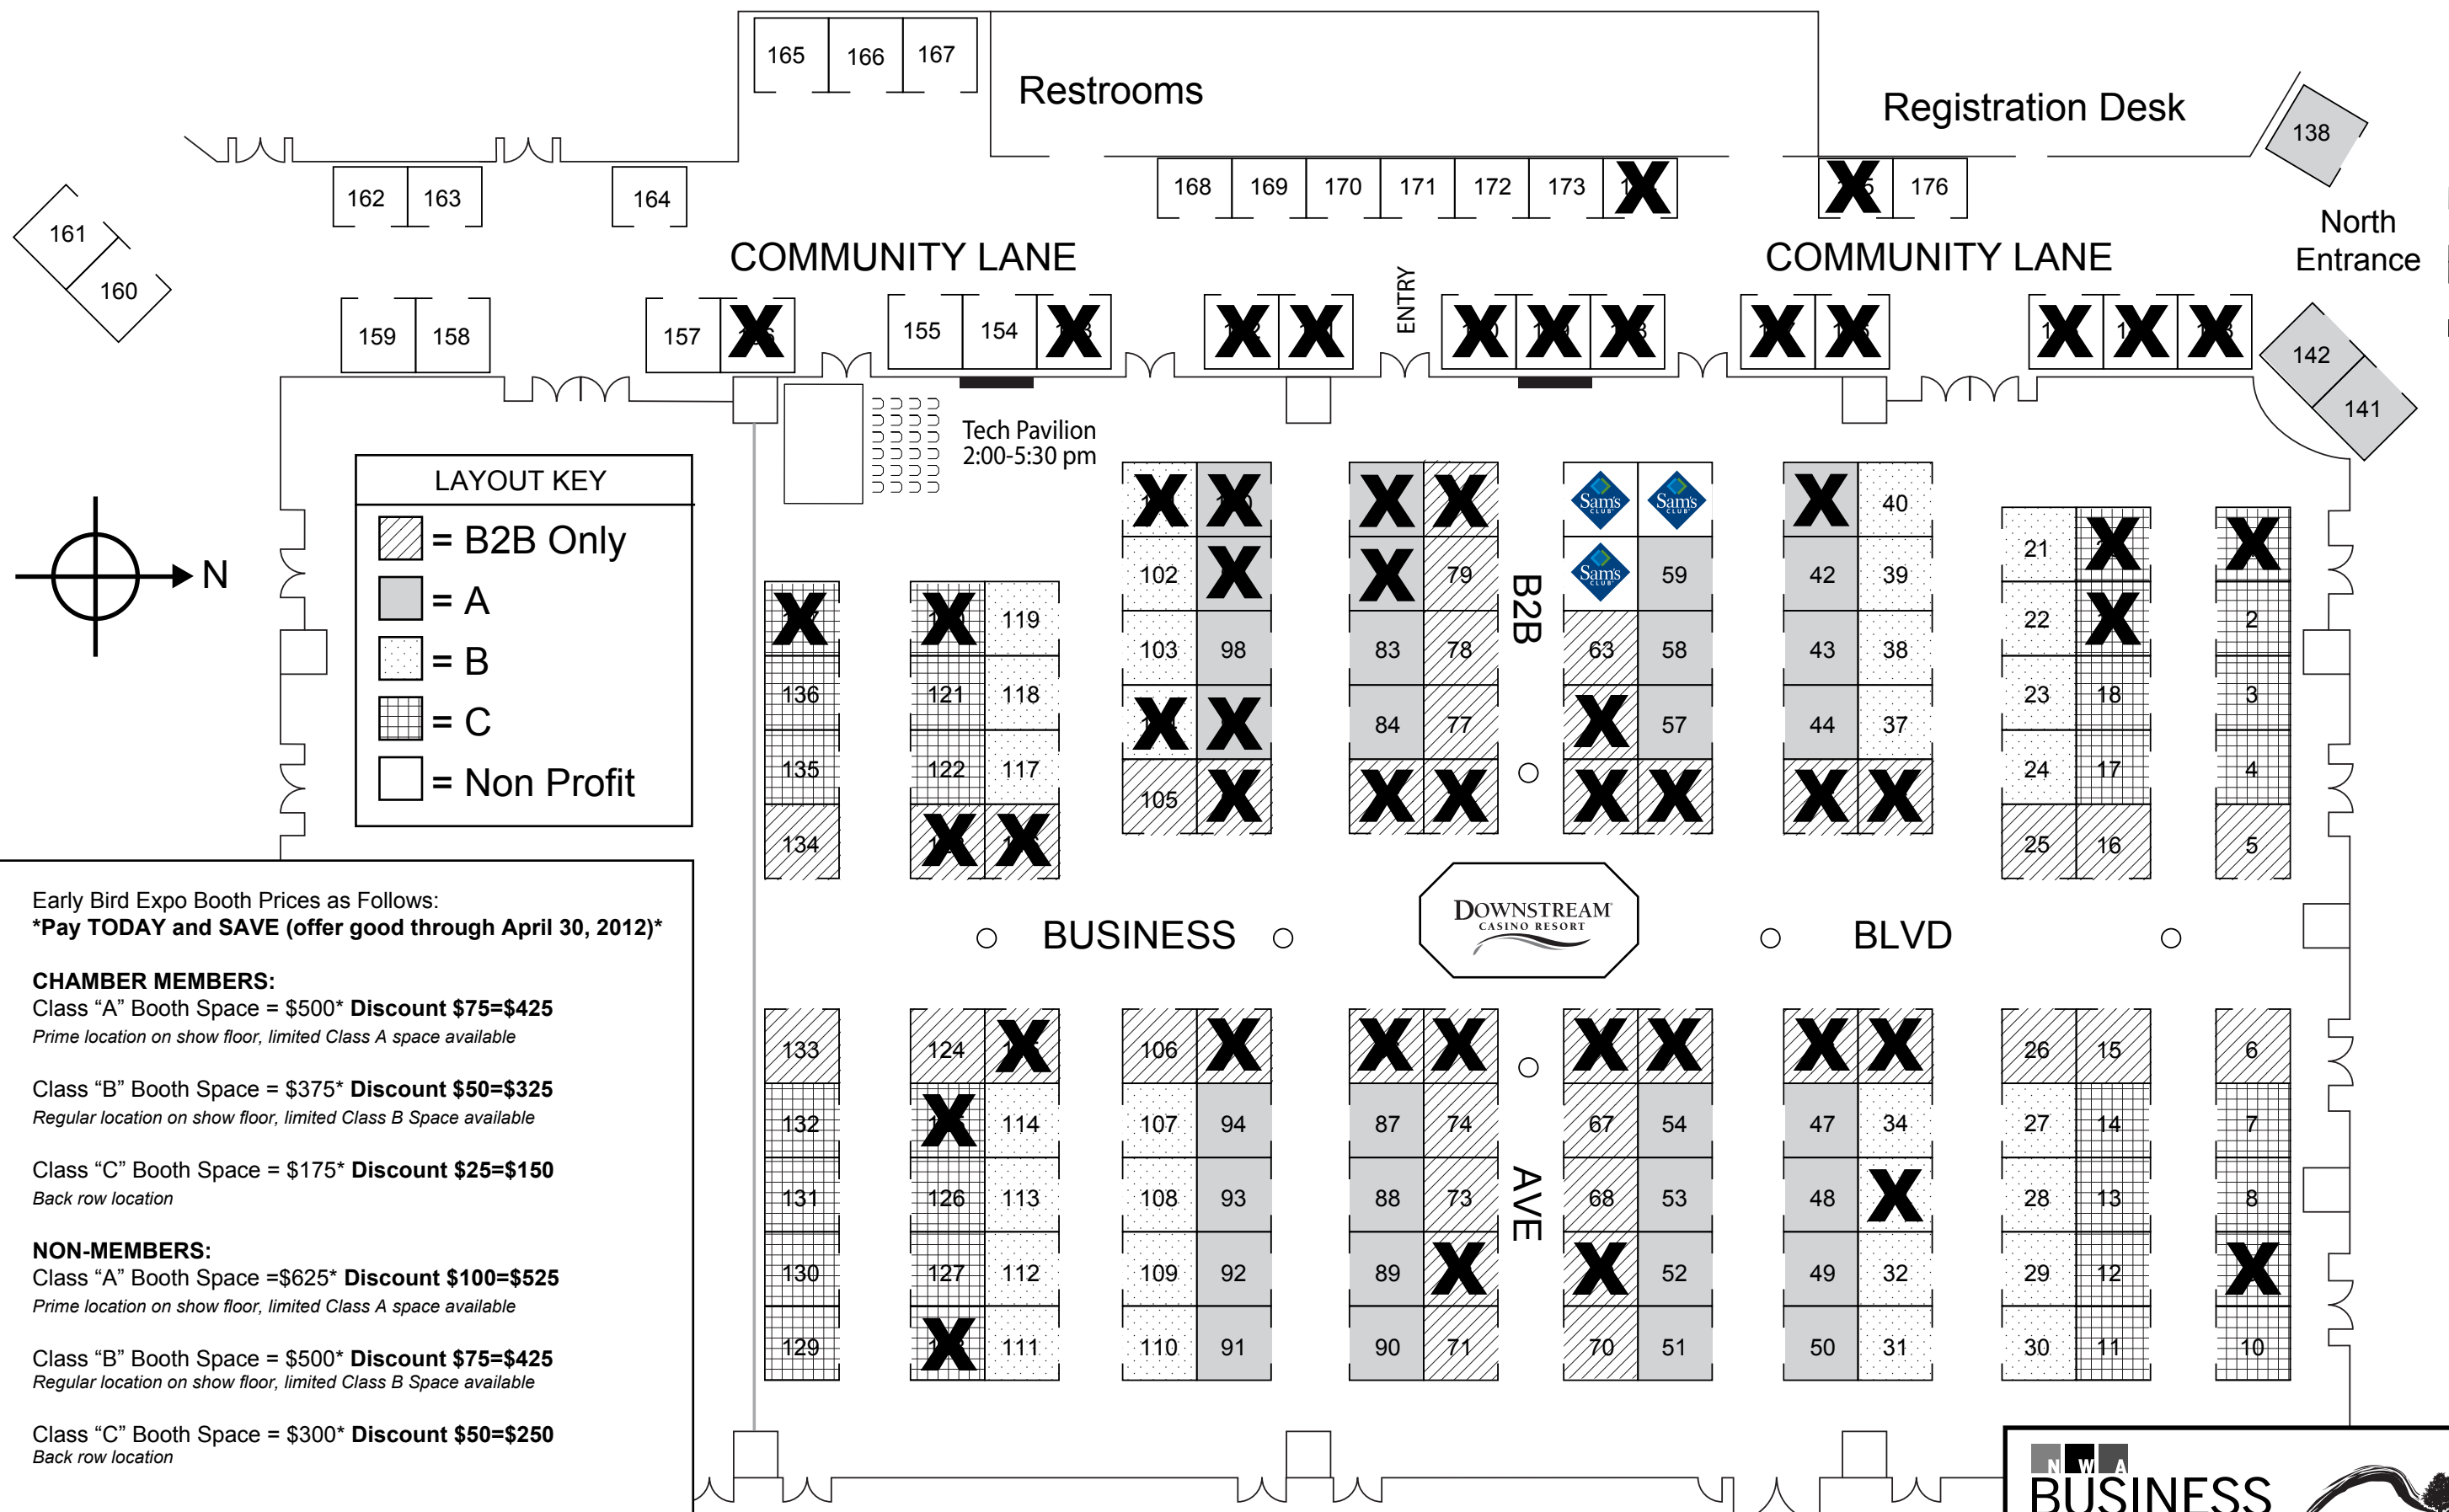 165 166 167
Restrooms
Registration Desk
138
162 163 164
168 169 170 171 172 173 176
161
160
North
Entrance
COMMUNITY LANE
COMMUNITY LANE
ENTRY
159 158 157 155 154
142
141
Tech Pavilion
2:00-5:30 pm
LAYOUT KEY
= B2B Only
= A
= B
= C
= Non Profit
N
Sam's CLUB
Sam's CLUB
40
21
102 79
Sam's CLUB
59 42 39
B2B
119
22 2
103 98 83 78 63 58 43 38
136 121 118
23 18 3
84 77 57 44 37
135 122 117
24 17 4
105
134
25 16 5
DOWNSTREAM
CASINO RESORT
BUSINESS
BLVD
133 124 106 26 15 6
132 114 107 94 87 74 67 54 47 34 27 14 7
AVE
131 126 113 108 93 88 73 68 53 48 28 13 8
130 127 112 109 92 89 52 49 32 29 12
129 111 110 91 90 71 70 51 50 31 30 11 10
Early Bird Expo Booth Prices as Follows:
*Pay TODAY and SAVE (offer good through April 30, 2012)*
CHAMBER MEMBERS:
Class “A” Booth Space = $500* Discount $75=$425
Prime location on show floor, limited Class A space available
Class “B” Booth Space = $375* Discount $50=$325
Regular location on show floor, limited Class B Space available
Class “C” Booth Space = $175* Discount $25=$150
Back row location
NON-MEMBERS:
Class “A” Booth Space =$625* Discount $100=$525
Prime location on show floor, limited Class A space available
Class “B” Booth Space = $500* Discount $75=$425
Regular location on show floor, limited Class B Space available
Class “C” Booth Space = $300* Discount $50=$250
Back row location
N W A
BUSINESS